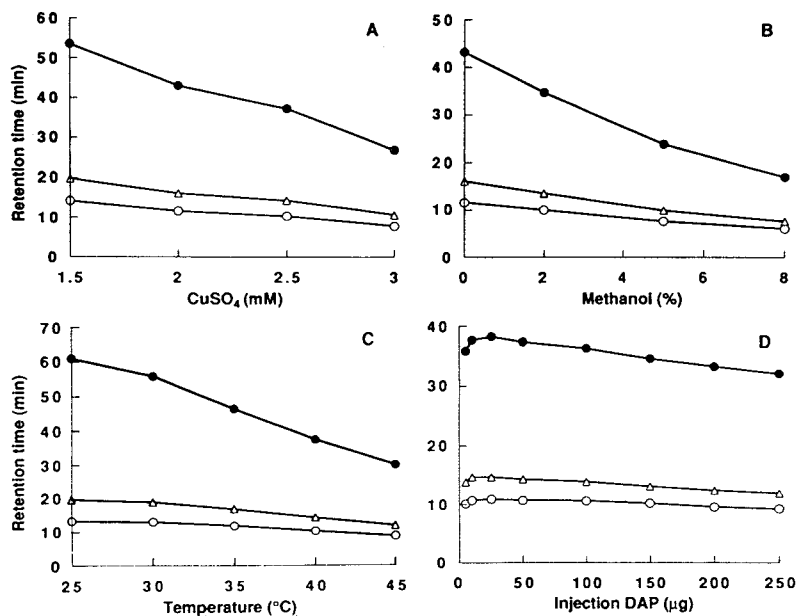 A
Retention time (min)
60
50
40
30
20
10
0
1.5 2 2.5 3
CuSO4 (mM)
B
50
40
30
20
10
0
0 2 4 6 8
Methanol (%)
C
Retention time (min)
70
60
50
40
30
20
10
0
25 30 35 40 45
Temperature (°C)
D
40
30
20
10
0
0 50 100 150 200 250
Injection DAP (µg)